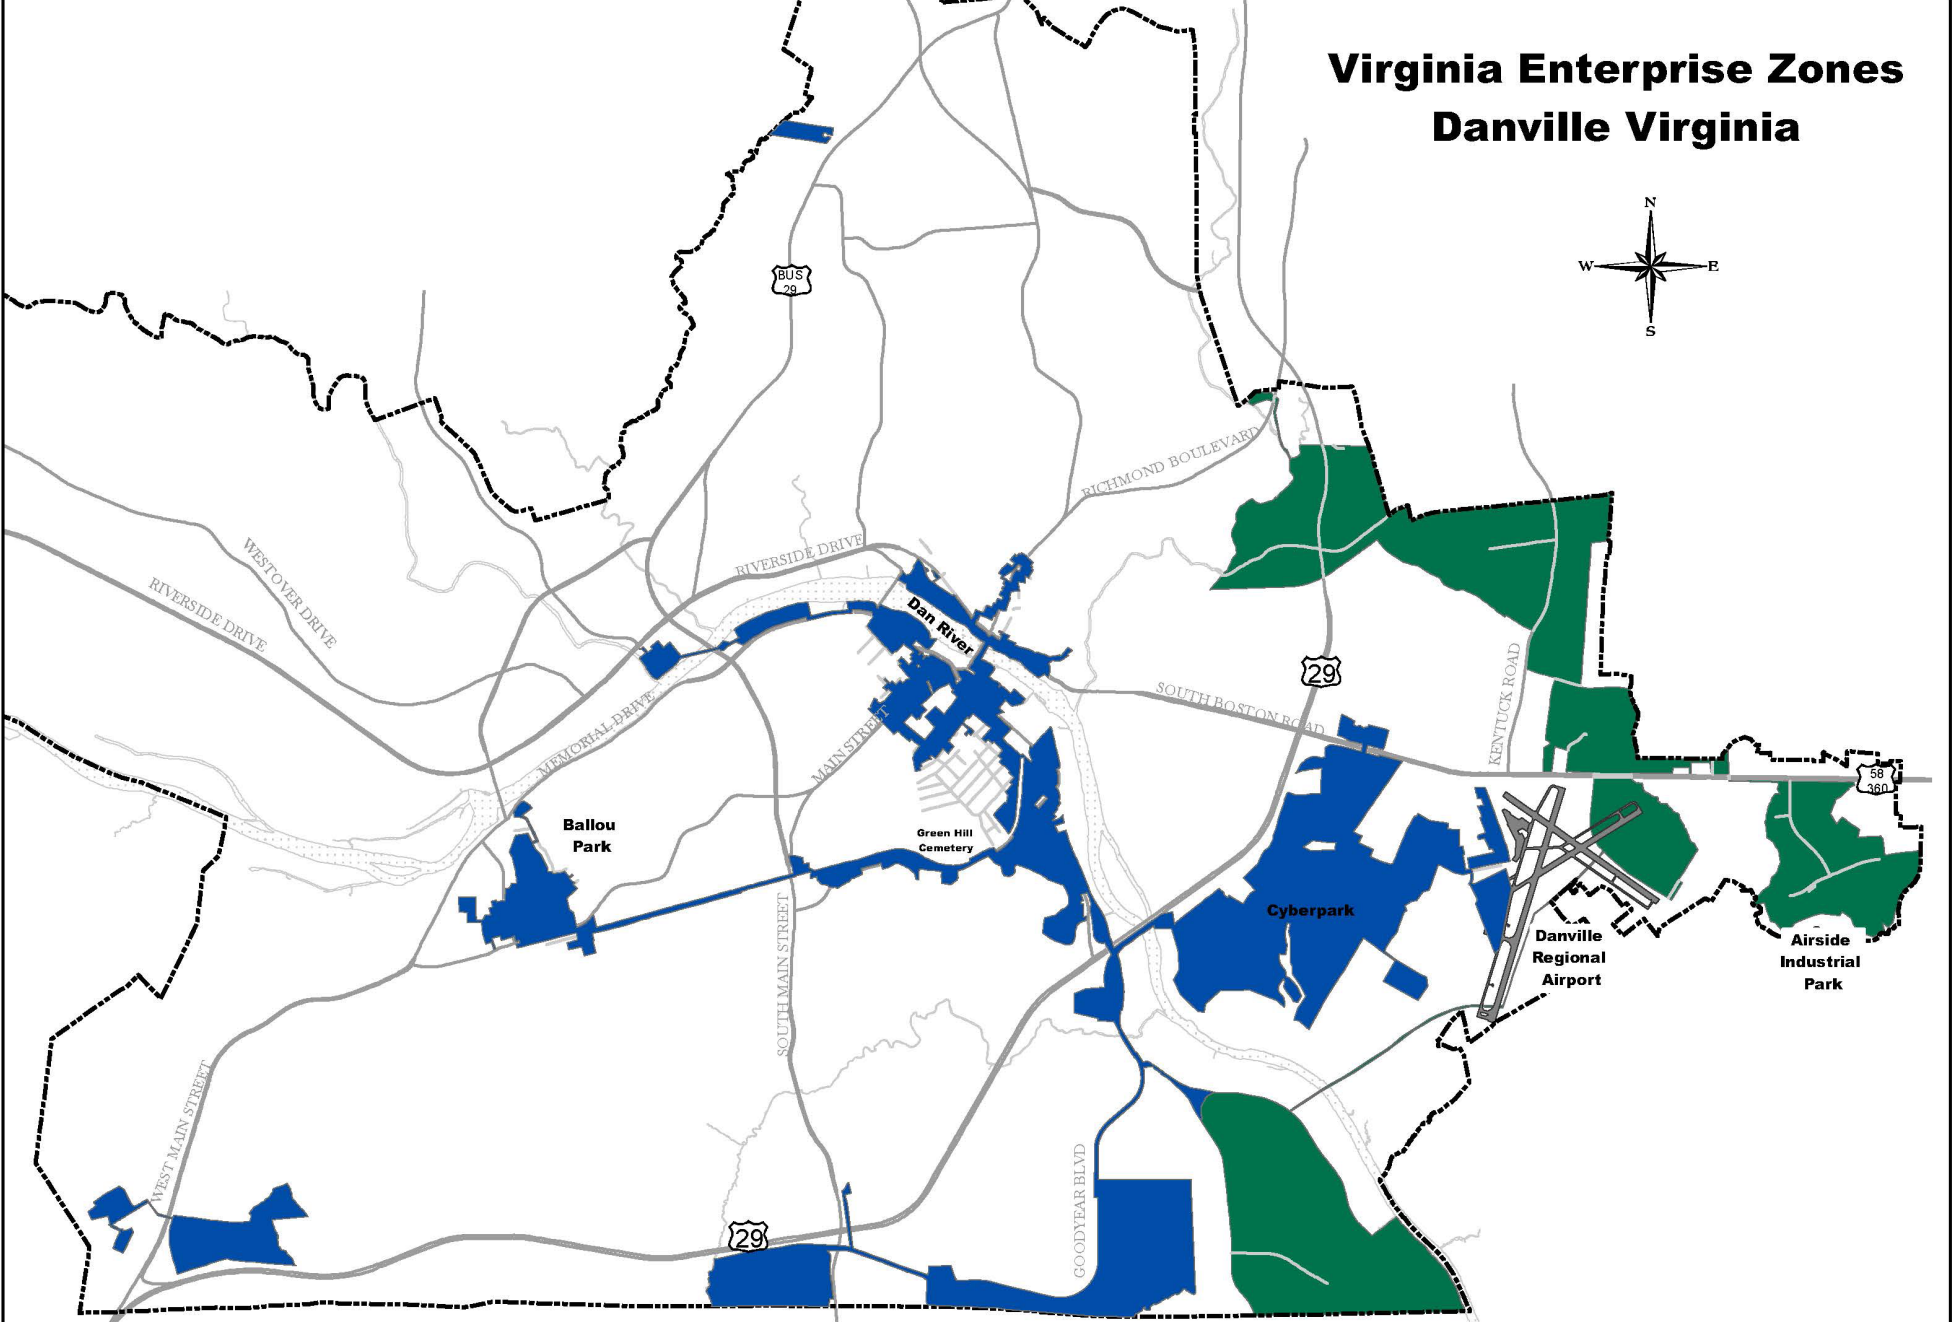 Virginia Enterprise Zones
Danville Virginia
N
W
E
S
BUS
29
RICHMOND BOULEVARD
RIVERSIDE DRIVE
WESTOVER DRIVE
RIVERSIDE DRIVE
Dan River
29
SOUTH BOSTON ROAD
KENTUCK ROAD
MEMORIAL DRIVE
MAIN STREET
58
360
Ballou
Park
Green Hill
Cemetery
Cyberpark
Danville
Regional
Airport
Airside
Industrial
Park
SOUTH MAIN STREET
WEST MAIN STREET
GOODYEAR BLVD
29